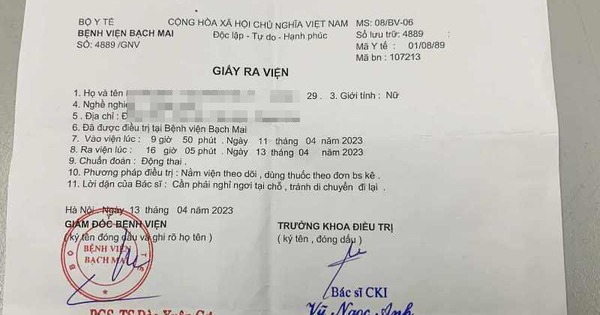 BỘ Y TẾ
BỆNH VIỆN BẠCH MAI
SỐ: 4889 /GNV
CỘNG HÒA XÃ HỘI CHỦ NGHĨA VIỆT NAM
Độc lập - Tự do - Hạnh phúc
MS: 08/BV-06
Số lưu trữ: 4889 :
Mã Y tế : 01/08/89
Mã bn : 107213
GIẤY RA VIỆN
1. Họ và tên
29 . 3. Giới tính : Nữ
4. Nghề nghiệ
5. Địa chỉ : Đ
6. Đã được điều trị tại Bệnh viện Bạch Mai
7. Vào viện lúc : 9 giờ 50 phút. Ngày 11 tháng 04 năm 2023
8. Ra viện lúc : 16 giờ 05 phút. Ngày 13 tháng 04 năm 2023
9. Chuẩn đoán : Động thai .
10. Phương pháp điều trị : Nằm viện theo dõi , dùng thuốc theo đơn bs kê .
11. Lời dặn của Bác sĩ : Cần phải nghỉ ngơi tại chỗ , tránh di chuyển đi lại .
Hà Nội, Ngày 13 tháng 04 năm 2023
GIÁM ĐỐC BỆNH VIỆN
(ký tên đóng dấu và ghi rõ họ tên )
BỆNH VIỆN
BẠCH MAI
TRƯỞNG KHOA ĐIỀU TRỊ
( ký tên , đóng dấu )
Bác sĩ CKI
Vũ Ngọc Anh
PGS.TS Đào Xuân